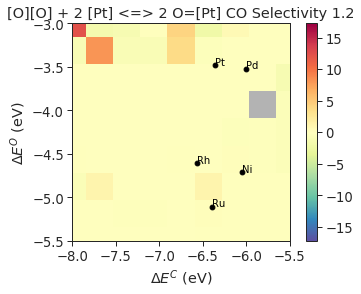 [O][O] + 2 [Pt] <=> 2 O=[Pt] CO Selectivity 1.2
−3.0
−3.5
−4.0
−4.5
−5.0
−5.5
ΔE^O (eV)
Pt
Pd
Rh
Ni
Ru
−8.0 −7.5 −7.0 −6.5 −6.0 −5.5
ΔE^C (eV)
15
10
5
0
−5
−10
−15